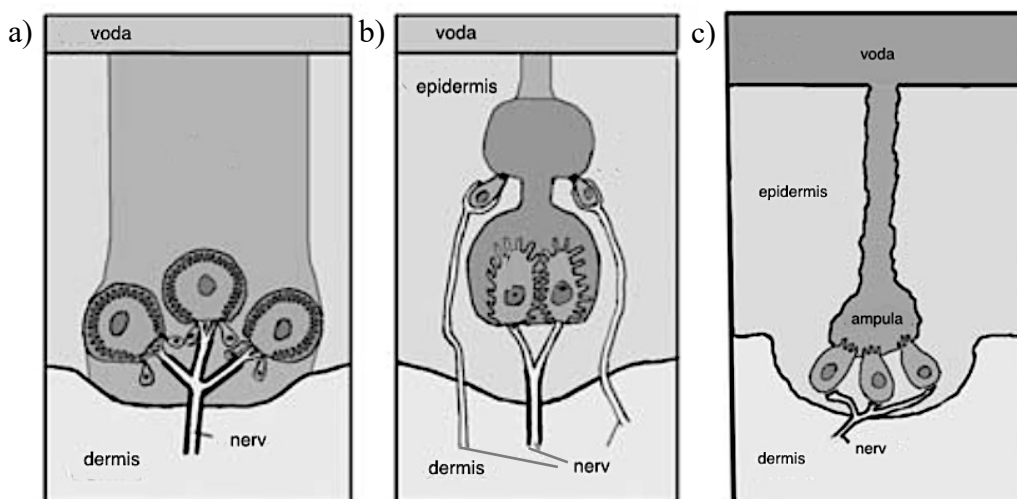 a)
voda
nerv
dermis
b)
voda
epidermis
dermis
nerv
c)
voda
epidermis
ampula
nerv
dermis